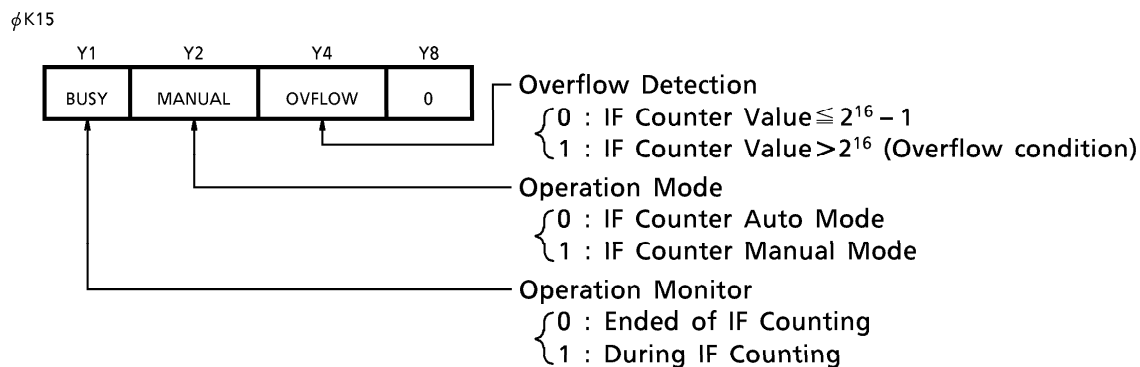 ϕK15
Y1 Y2 Y4 Y8
BUSY MANUAL OVFLOW 0
Overflow Detection
0 : IF Counter Value≦2¹⁶ – 1
1 : IF Counter Value>2¹⁶ (Overflow condition)
Operation Mode
0 : IF Counter Auto Mode
1 : IF Counter Manual Mode
Operation Monitor
0 : Ended of IF Counting
1 : During IF Counting